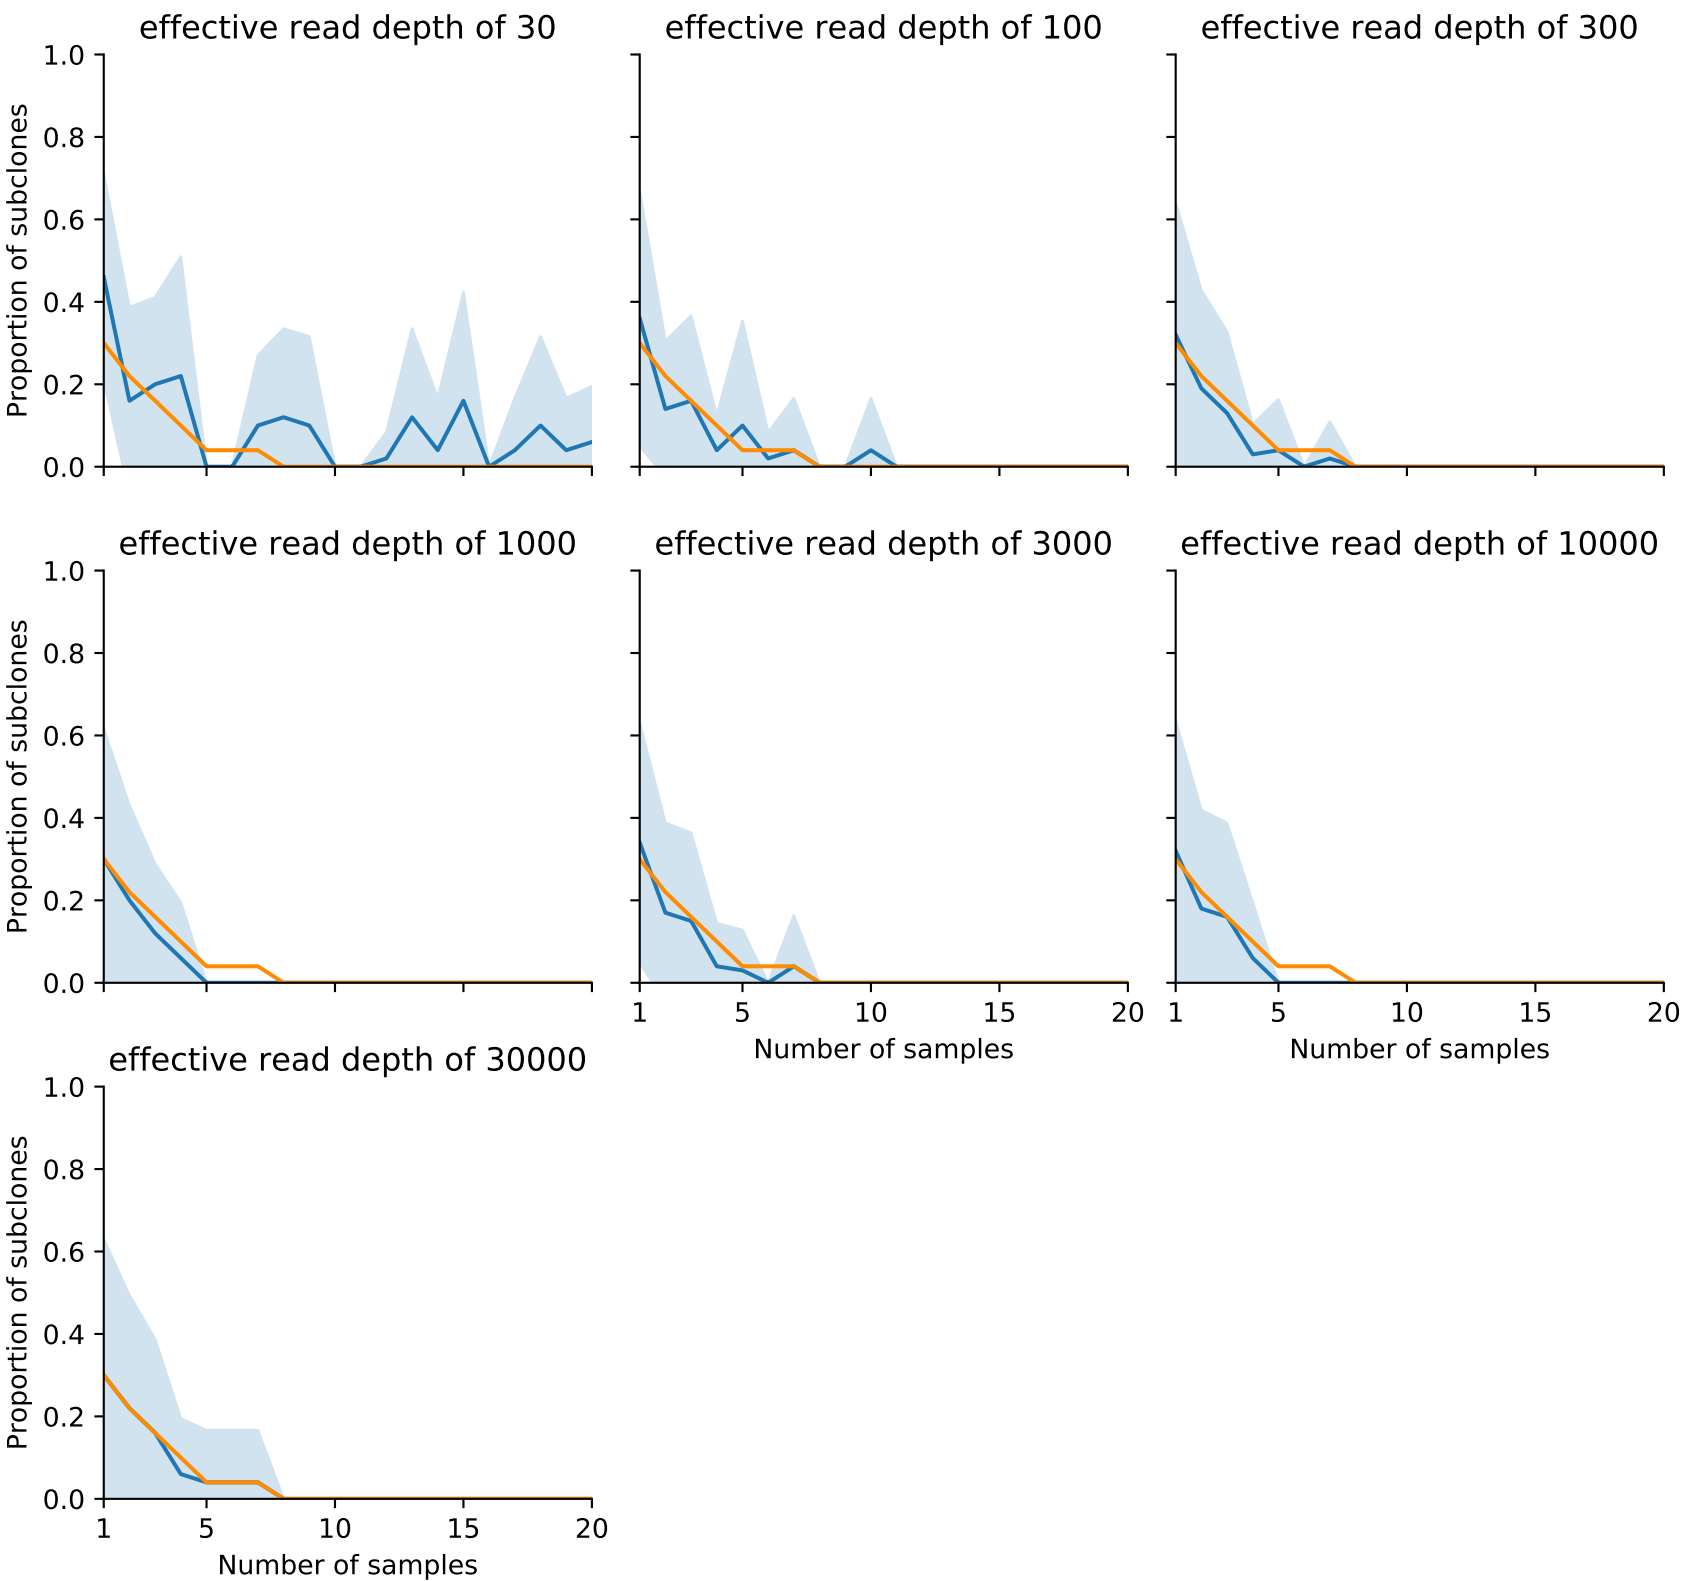 effective read depth of 30
effective read depth of 100
effective read depth of 300
Proportion of subclones
1.0
0.8
0.6
0.4
0.2
0.0
effective read depth of 1000
effective read depth of 3000
effective read depth of 10000
Proportion of subclones
1.0
0.8
0.6
0.4
0.2
0.0
1 5 10 15 20
1 5 10 15 20
Number of samples
Number of samples
effective read depth of 30000
Proportion of subclones
1.0
0.8
0.6
0.4
0.2
0.0
1 5 10 15 20
Number of samples